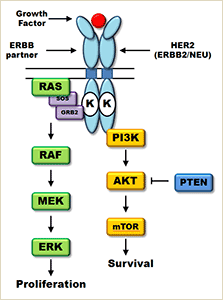 Growth
Factor
ERBB
partner
HER2
(ERBB2/NEU)
RAS
SOS
GRB2
K K
PI3K
RAF
AKT
PTEN
MEK
mTOR
ERK
Survival
Proliferation